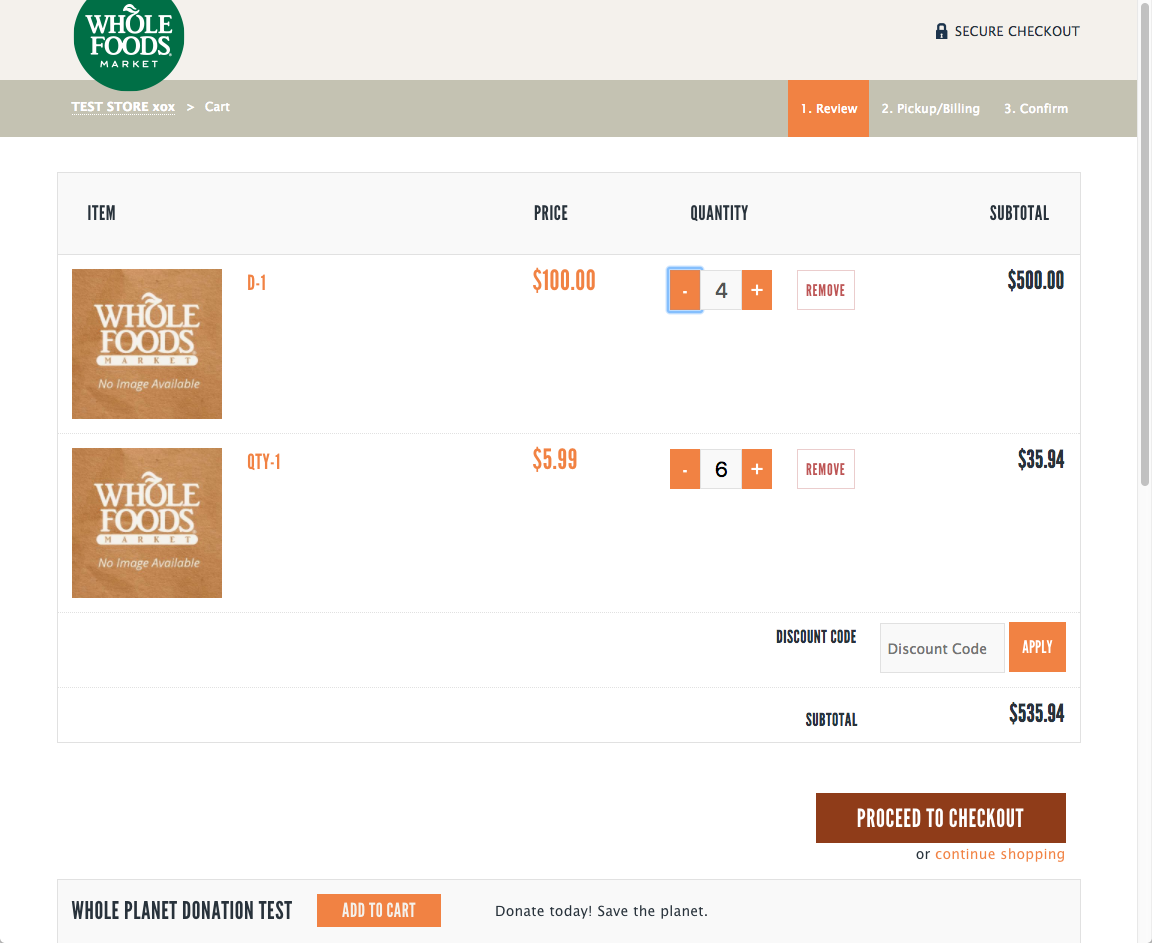 WHOLE
FOODS
MARKET
SECURE CHECKOUT
TEST STORE xox > Cart
1. Review 2. Pickup/Billing 3. Confirm
ITEM PRICE QUANTITY SUBTOTAL
WHOLE
FOODS
MARKET
No Image Available
D-1 $100.00 - 4 + REMOVE $500.00
WHOLE
FOODS
MARKET
No Image Available
QTY-1 $5.99 - 6 + REMOVE $35.94
DISCOUNT CODE Discount Code APPLY
SUBTOTAL $535.94
PROCEED TO CHECKOUT
or continue shopping
WHOLE PLANET DONATION TEST ADD TO CART Donate today! Save the planet.